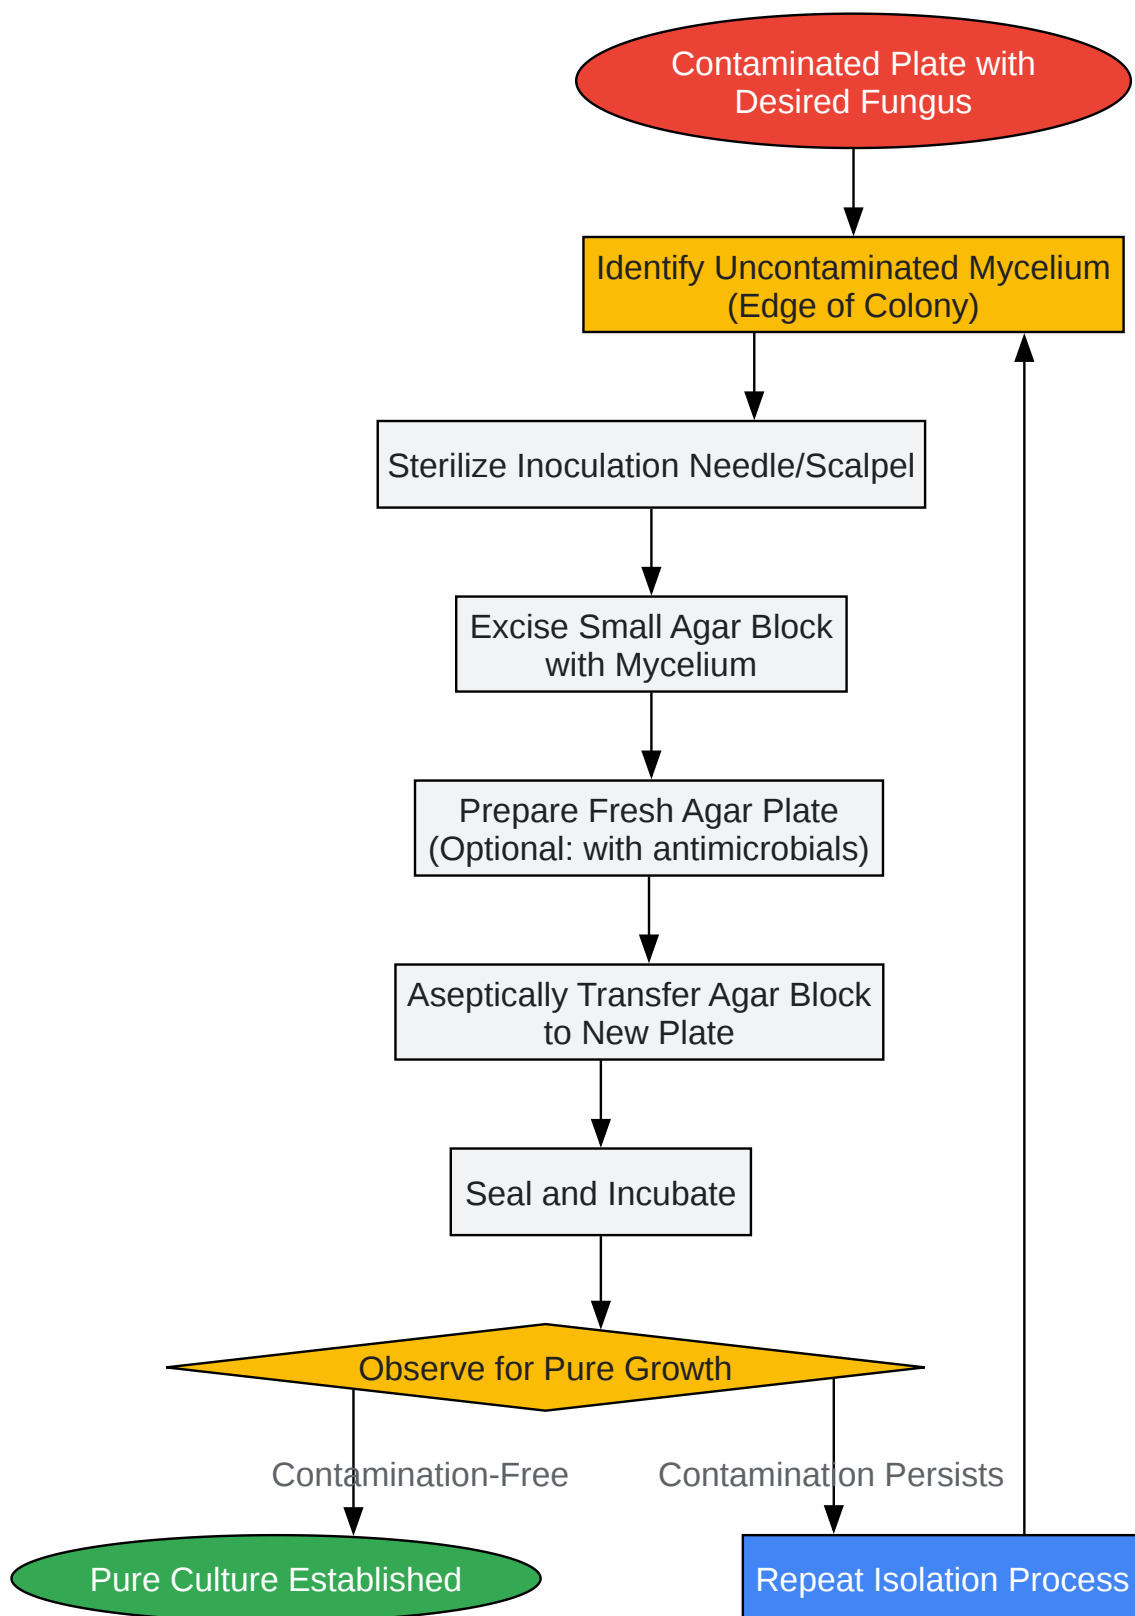 Contaminated Plate with
Desired Fungus
Identify Uncontaminated Mycelium
(Edge of Colony)
Sterilize Inoculation Needle/Scalpel
Excise Small Agar Block
with Mycelium
Prepare Fresh Agar Plate
(Optional: with antimicrobials)
Aseptically Transfer Agar Block
to New Plate
Seal and Incubate
Observe for Pure Growth
Contamination-Free
Contamination Persists
Pure Culture Established
Repeat Isolation Process